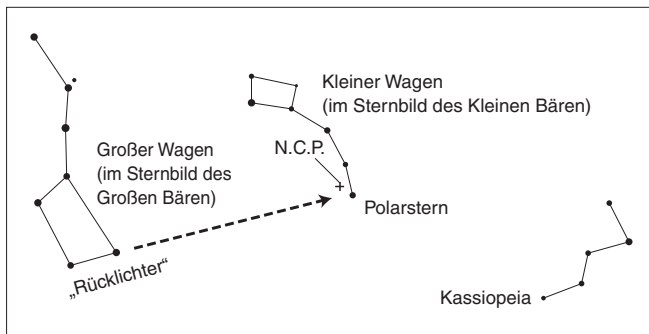 Großer Wagen
(im Sternbild des
Großen Bären)
„Rücklichter“
Kleiner Wagen
(im Sternbild des Kleinen Bären)
N.C.P.
Polarstern
Kassiopeia